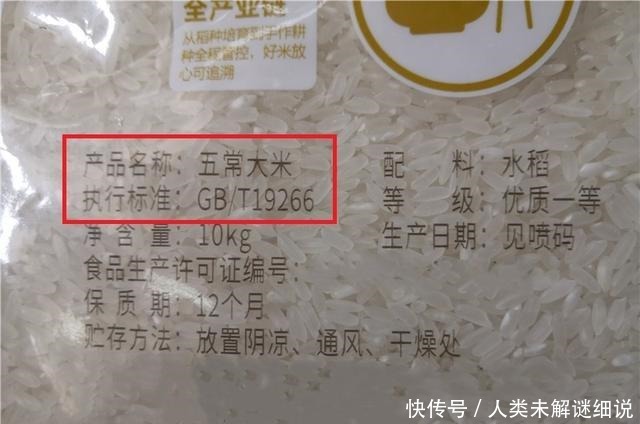 全产业链
从稻种培育到手作耕
种全程管控，好米放
心可追溯
产品名称：五常大米
执行标准：GB/T19266
净含量：10kg
食品生产许可证编号：
保质期：12个月
贮存方法：放置阴凉、通风、干燥处
配料：水稻
等级：优质一等
生产日期：见喷码
快传号／人类未解谜细说